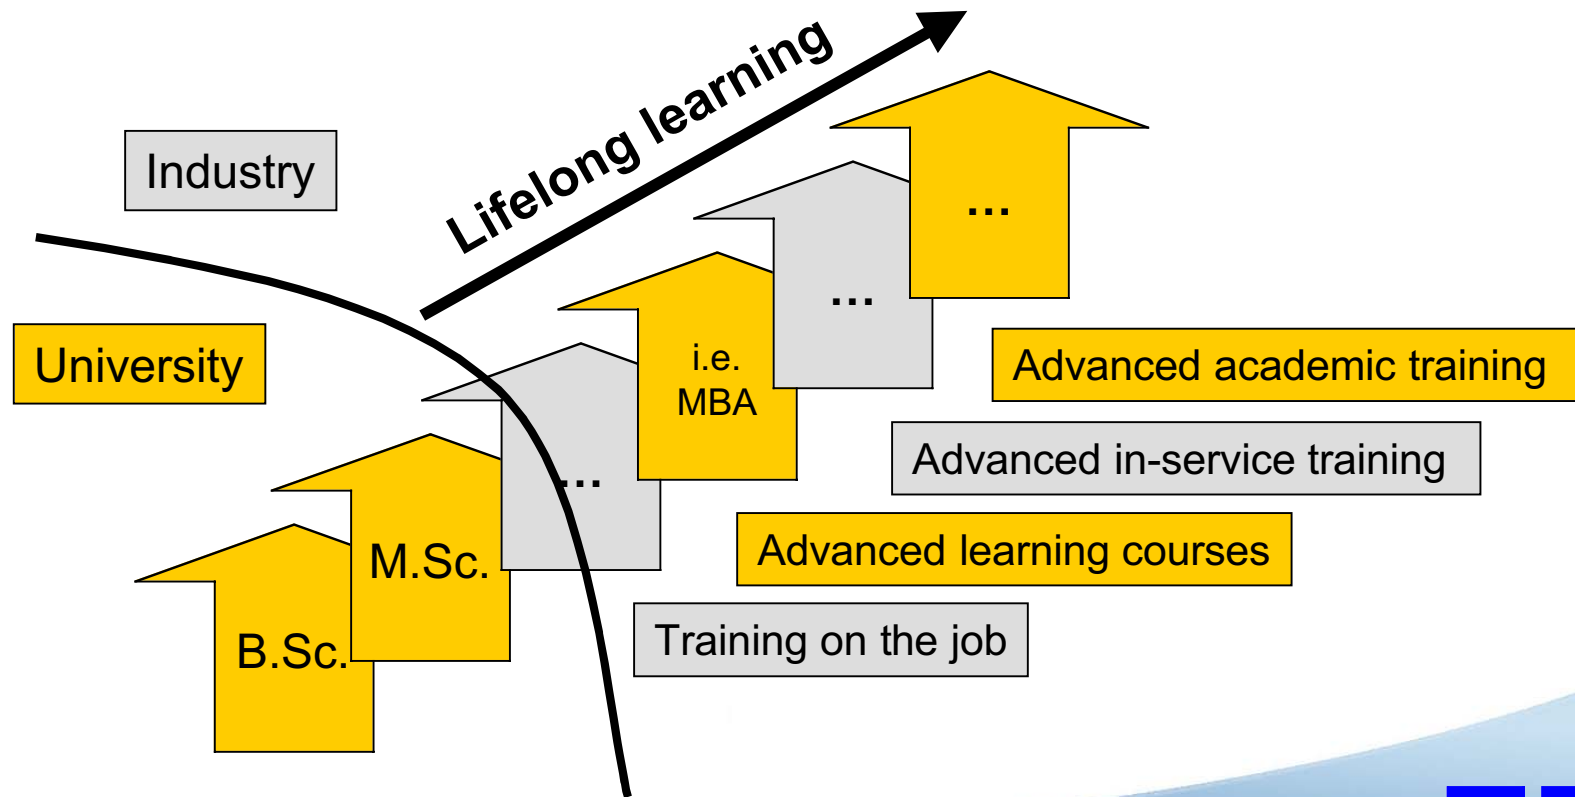 Lifelong learning
Industry
University
B.Sc.
M.Sc.
...
i.e.
MBA
...
...
Advanced academic training
Advanced in-service training
Advanced learning courses
Training on the job